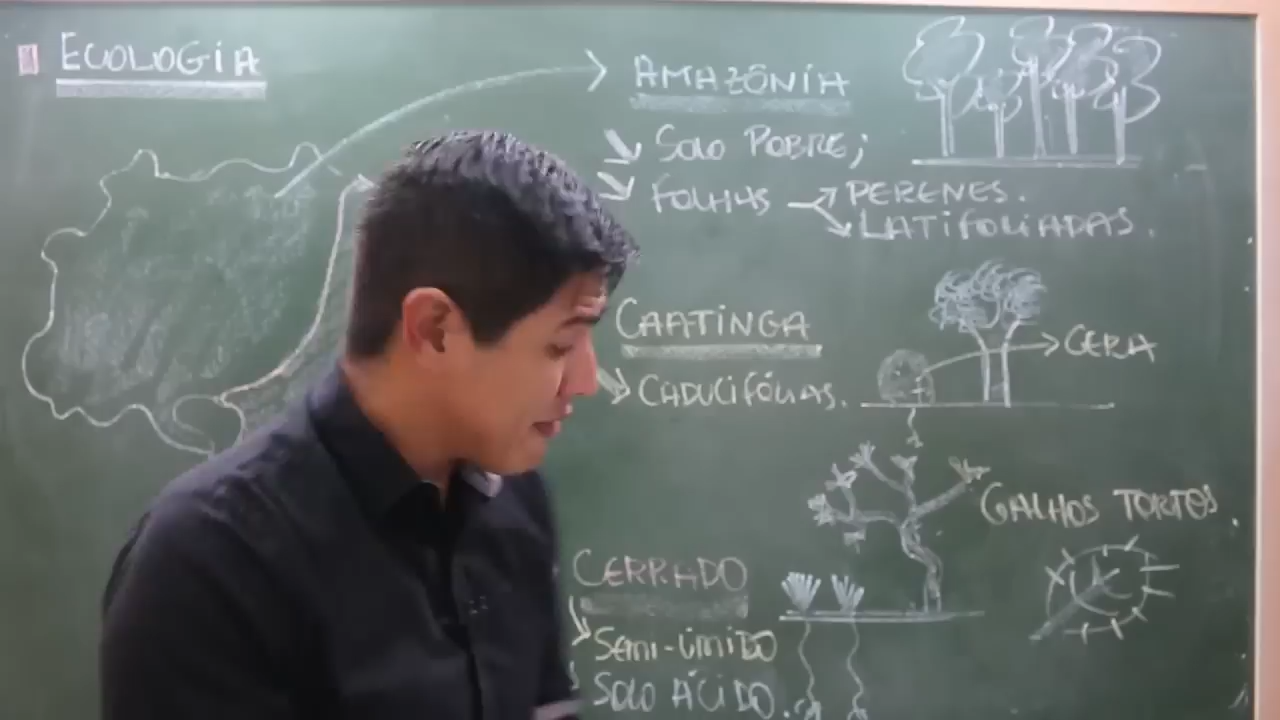 ECOLOGIA
AMAZÔNIA
SOLO POBRE;
FOLHAS
PERENES.
LATIFOLIADAS.
CAATINGA
CERA
CADUCIFÓLIAS.
GALHOS TORTOS.
CERRADO
SEMI-ÚMIDO
SOLO ÁCIDO.